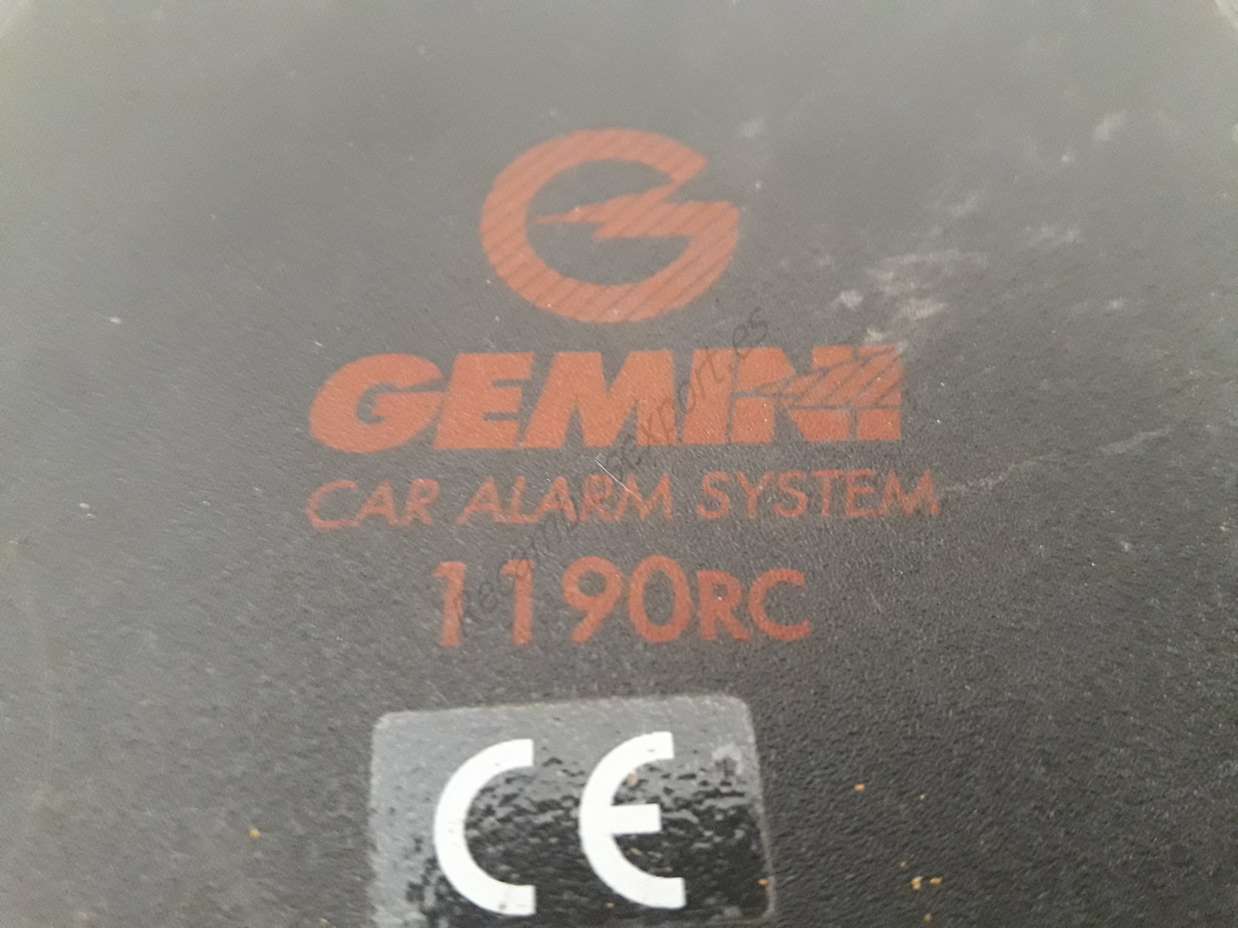 GEMINI
CAR ALARM SYSTEM
1190RC
CE